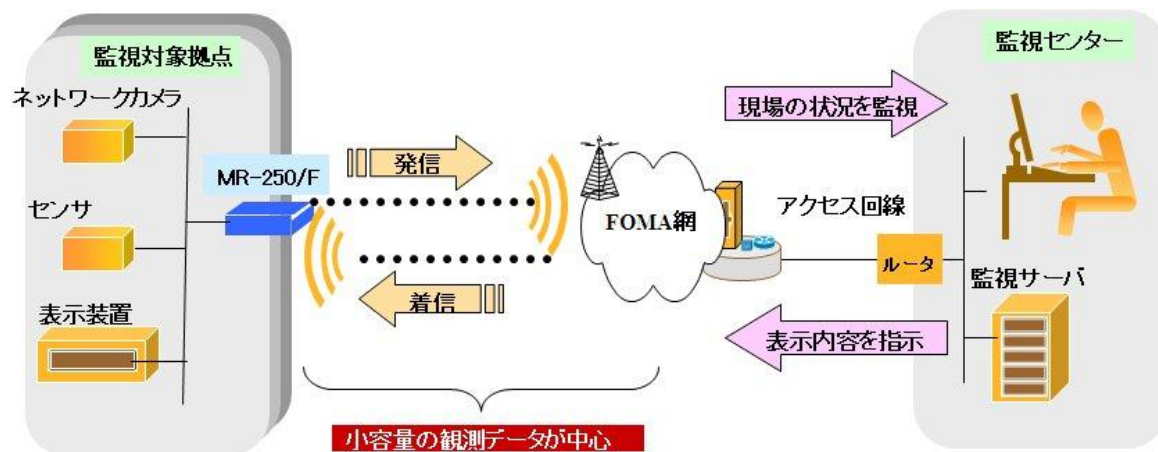 監視対象拠点
ネットワークカメラ
センサ
表示装置
MR-250/F
発信
着信
FOMA網
小容量の観測データが中心
現場の状況を監視
アクセス回線
ルータ
表示内容を指示
監視センター
監視サーバ